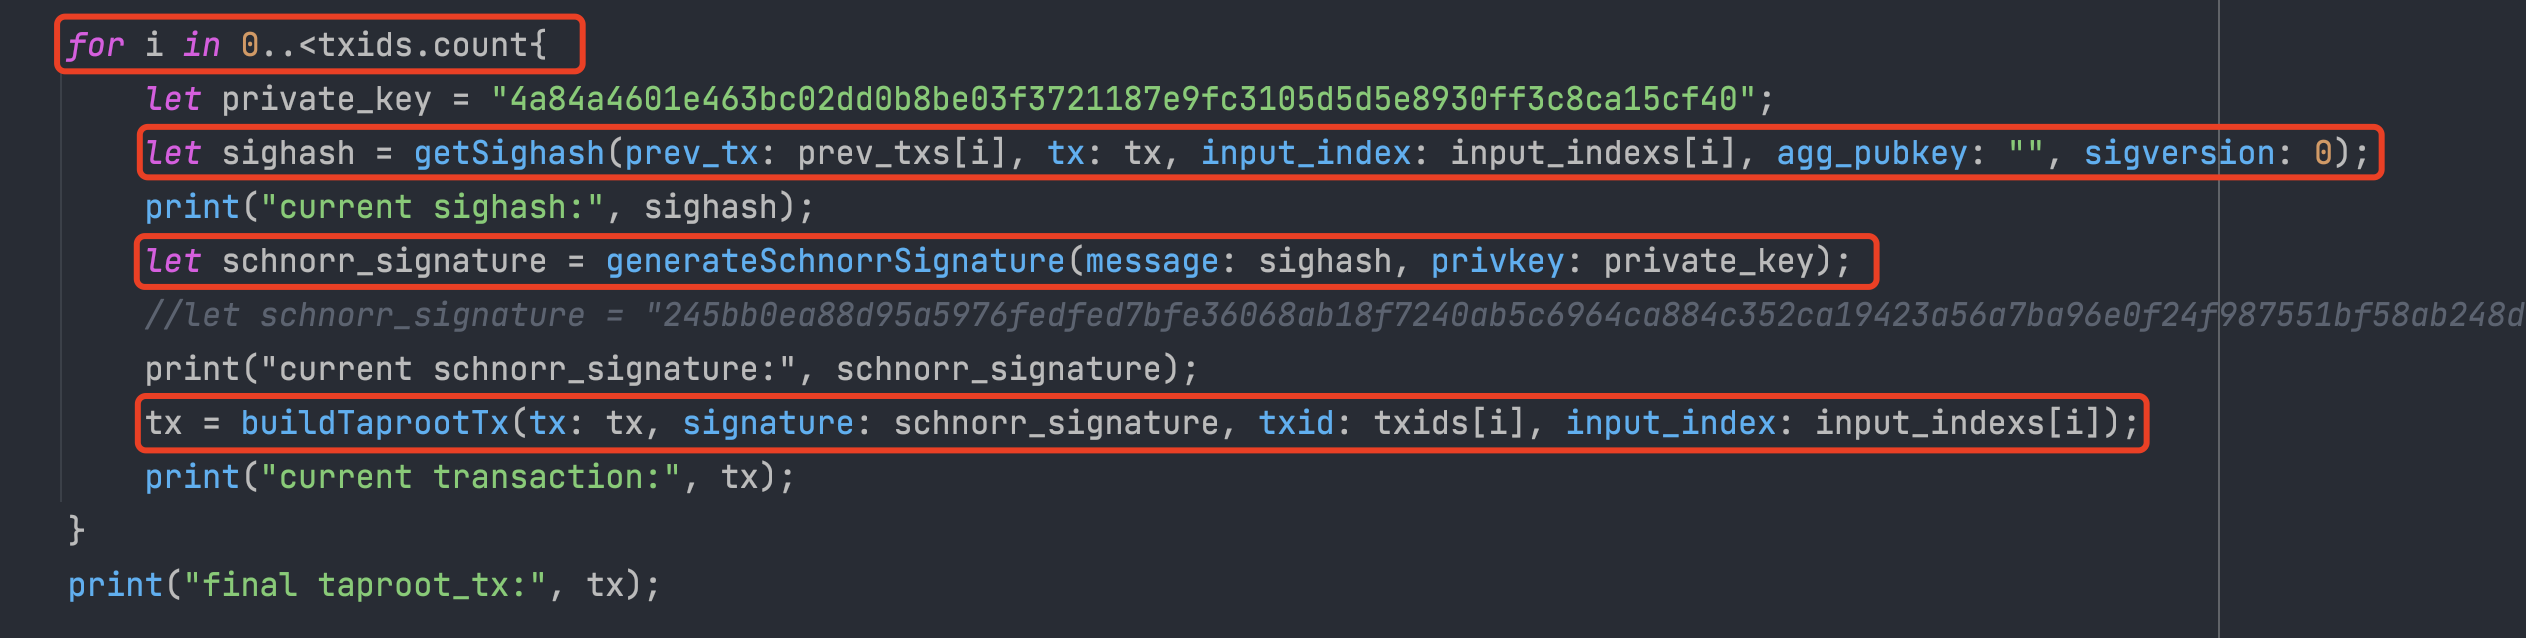 for i in 0..<txids.count{
let private_key = "4a84a4601e463bc02dd0b8be03f3721187e9fc3105d5d5e8930ff3c8ca15cf40";
let sighash = getSighash(prev_tx: prev_txs[i], tx: tx, input_index: input_indexs[i], agg_pubkey: "", sigversion: 0);
print("current sighash:", sighash);
let schnorr_signature = generateSchnorrSignature(message: sighash, privkey: private_key);
//let schnorr_signature = "245bb0ea88d95a5976fedfed7bfe36068ab18f7240ab5c6964ca884c352ca19423a56a7ba96e0f24f987551bf58ab248d
print("current schnorr_signature:", schnorr_signature);
tx = buildTaprootTx(tx: tx, signature: schnorr_signature, txid: txids[i], input_index: input_indexs[i]);
print("current transaction:", tx);
}
print("final taproot_tx:", tx);